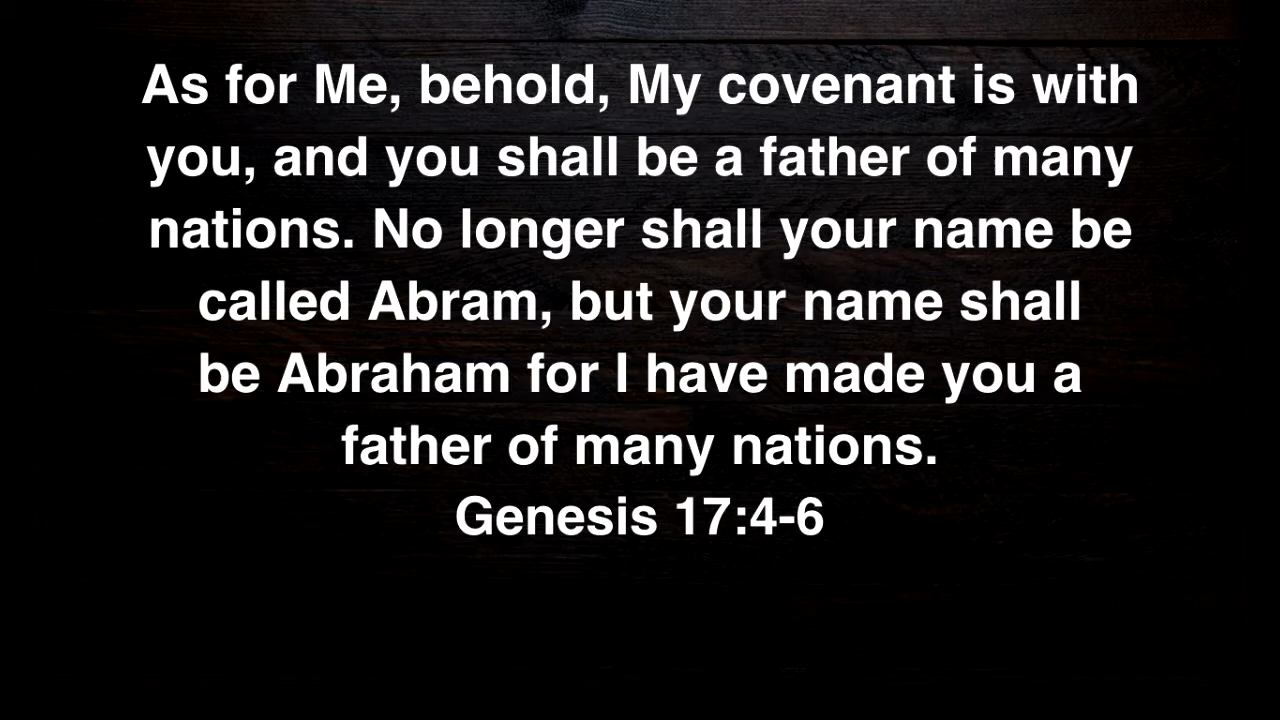 As for Me, behold, My covenant is with
you, and you shall be a father of many
nations. No longer shall your name be
called Abram, but your name shall
be Abraham for I have made you a
father of many nations.
Genesis 17:4-6